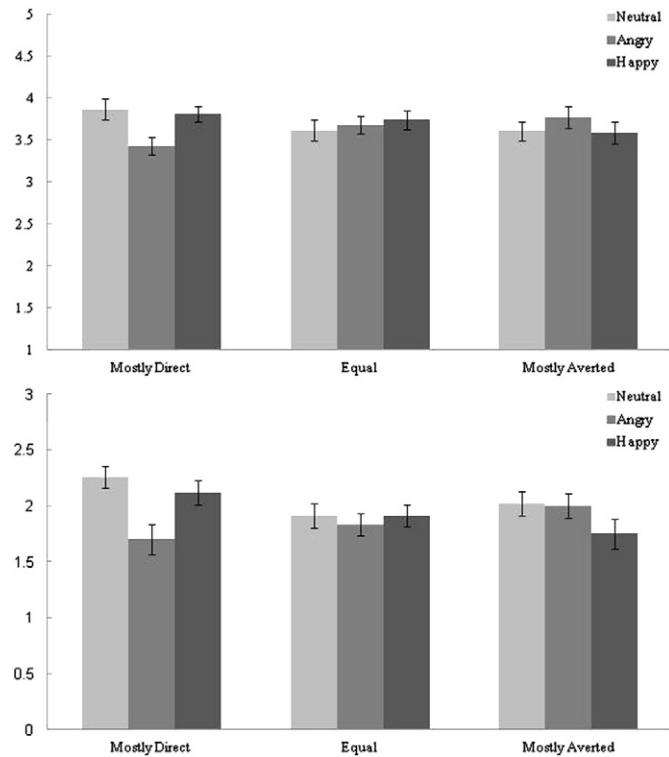 5
4.5
4
3.5
3
2.5
2
1.5
1
Neutral
Angry
Happy
Mostly Direct
Equal
Mostly Averted
3
2.5
2
1.5
1
0.5
0
Neutral
Angry
Happy
Mostly Direct
Equal
Mostly Averted